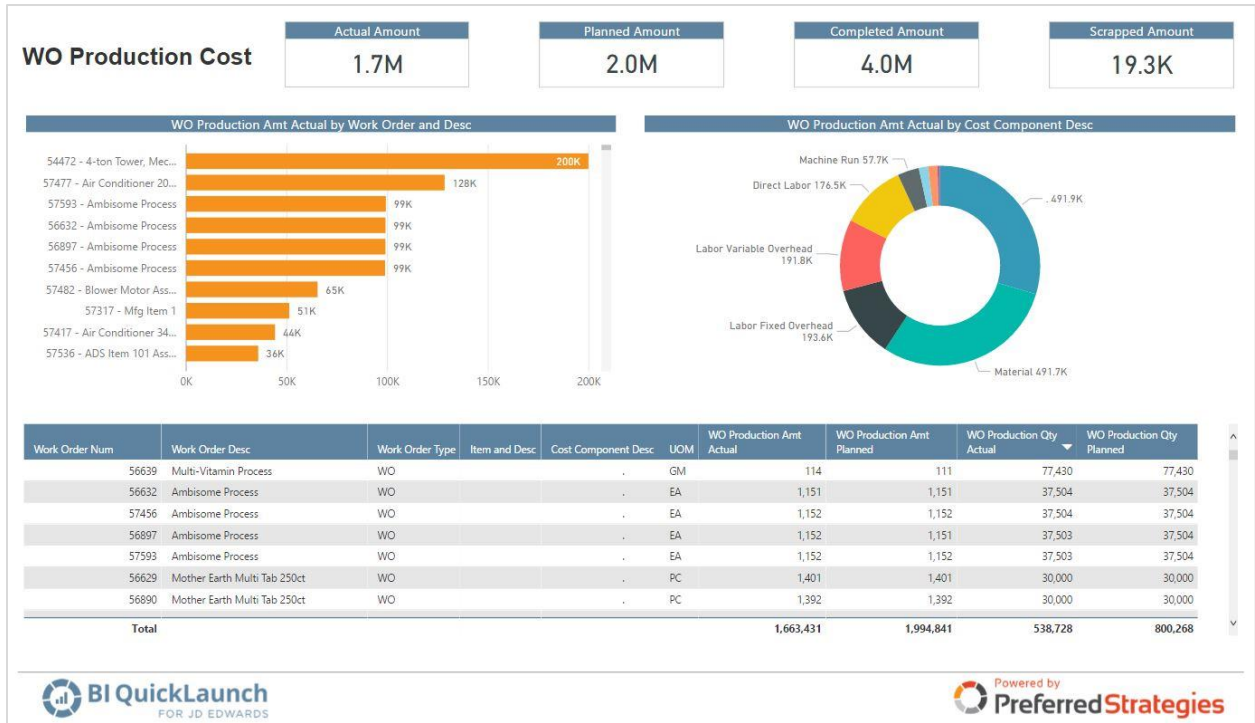 WO Production Cost
Actual Amount
1.7M
Planned Amount
2.0M
Completed Amount
4.0M
Scrapped Amount
19.3K
WO Production Amt Actual by Work Order and Desc
54472 - 4-ton Tower, Mec... 200K
57477 - Air Conditioner 20... 128K
57593 - Ambisome Process 99K
56632 - Ambisome Process 99K
56897 - Ambisome Process 99K
57456 - Ambisome Process 99K
57482 - Blower Motor Ass... 65K
57317 - Mfg Item 1 51K
57417 - Air Conditioner 34... 44K
57536 - ADS Item 101 Ass... 36K
0K 50K 100K 150K 200K
WO Production Amt Actual by Cost Component Desc
Machine Run 57.7K
Direct Labor 176.5K
. 491.9K
Labor Variable Overhead
191.8K
Labor Fixed Overhead
193.6K
Material 491.7K
Work Order Num Work Order Desc Work Order Type Item and Desc Cost Component Desc UOM WO Production Amt Actual WO Production Amt Planned WO Production Qty Actual WO Production Qty Planned
56639 Multi-Vitamin Process WO . GM 114 111 77,430 77,430
56632 Ambisome Process WO . EA 1,151 1,151 37,504 37,504
57456 Ambisome Process WO . EA 1,152 1,152 37,504 37,504
56897 Ambisome Process WO . EA 1,152 1,151 37,503 37,504
57593 Ambisome Process WO . EA 1,152 1,152 37,503 37,504
56629 Mother Earth Multi Tab 250ct WO . PC 1,401 1,401 30,000 30,000
56890 Mother Earth Multi Tab 250ct WO . PC 1,392 1,392 30,000 30,000
Total 1,663,431 1,994,841 538,728 800,268
BI QuickLaunch
FOR JD EDWARDS
Powered by
PreferredStrategies